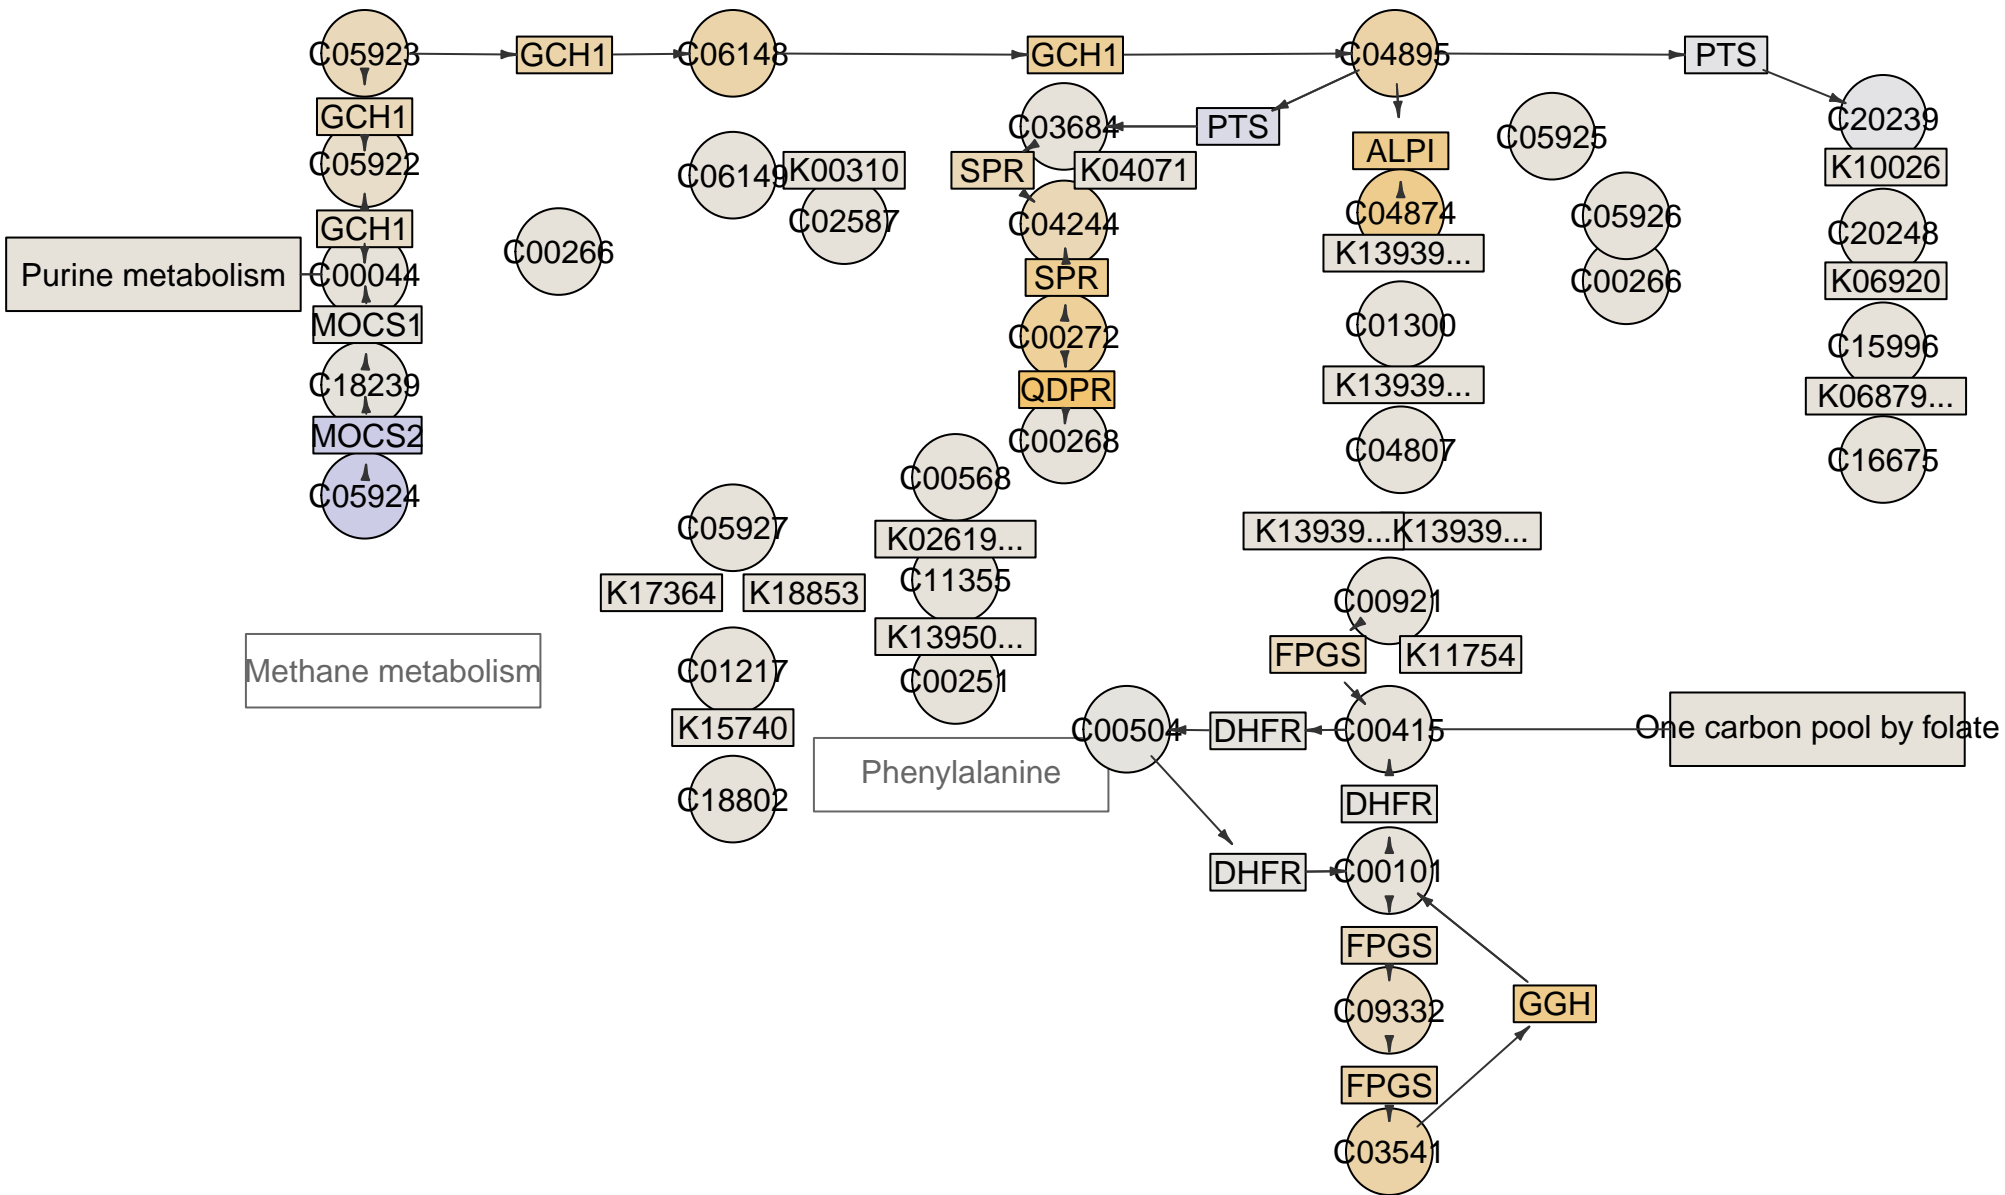 C05923
GCH1
C06148
GCH1
C04895
PTS
GCH1
C03684
PTS
C20239
C05922
C06149
K00310
SPR
K04071
ALPI
C05925
K10026
GCH1
C00266
C02587
C04244
C04874
C05926
C20248
Purine metabolism
C00044
SPR
K13939...
C00266
K06920
MOCS1
C00272
C01300
C15996
C18239
QDPR
K13939...
K06879...
MOCS2
C00268
C04807
C16675
C05924
C00568
C05927
K02619...
K13939...
K13939...
K17364
K18853
C11355
C00921
Methane metabolism
C01217
K13950...
FPGS
K11754
C00251
K15740
C00504
DHFR
C00415
One carbon pool by folate
Phenylalanine
C18802
DHFR
DHFR
C00101
FPGS
C09332
GGH
FPGS
C03541